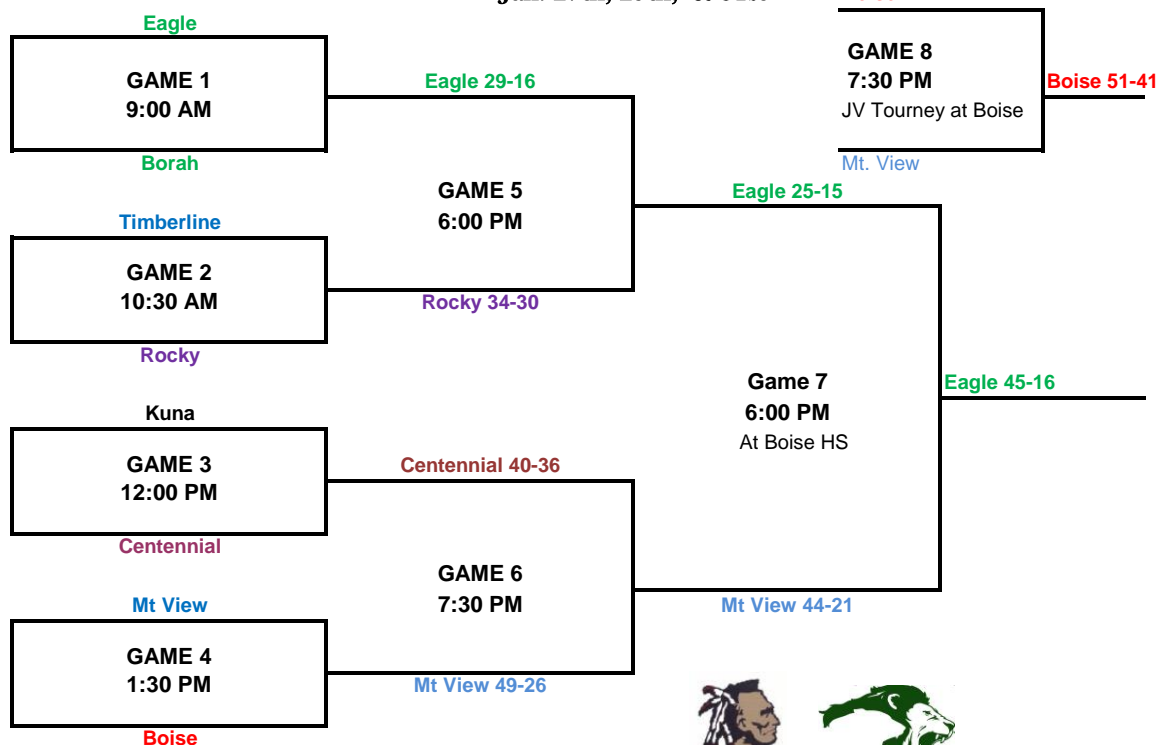 Eagle
GAME 1
9:00 AM
Borah
Timberline
GAME 2
10:30 AM
Rocky
Kuna
GAME 3
12:00 PM
Centennial
Mt View
GAME 4
1:30 PM
Boise
Eagle 29-16
GAME 5
6:00 PM
Rocky 34-30
Centennial 40-36
GAME 6
7:30 PM
Mt View 49-26
Eagle 25-15
Game 7
6:00 PM
At Boise HS
Mt View 44-21
Eagle 45-16
GAME 8
7:30 PM
JV Tourney at Boise
Mt. View
Boise 51-41